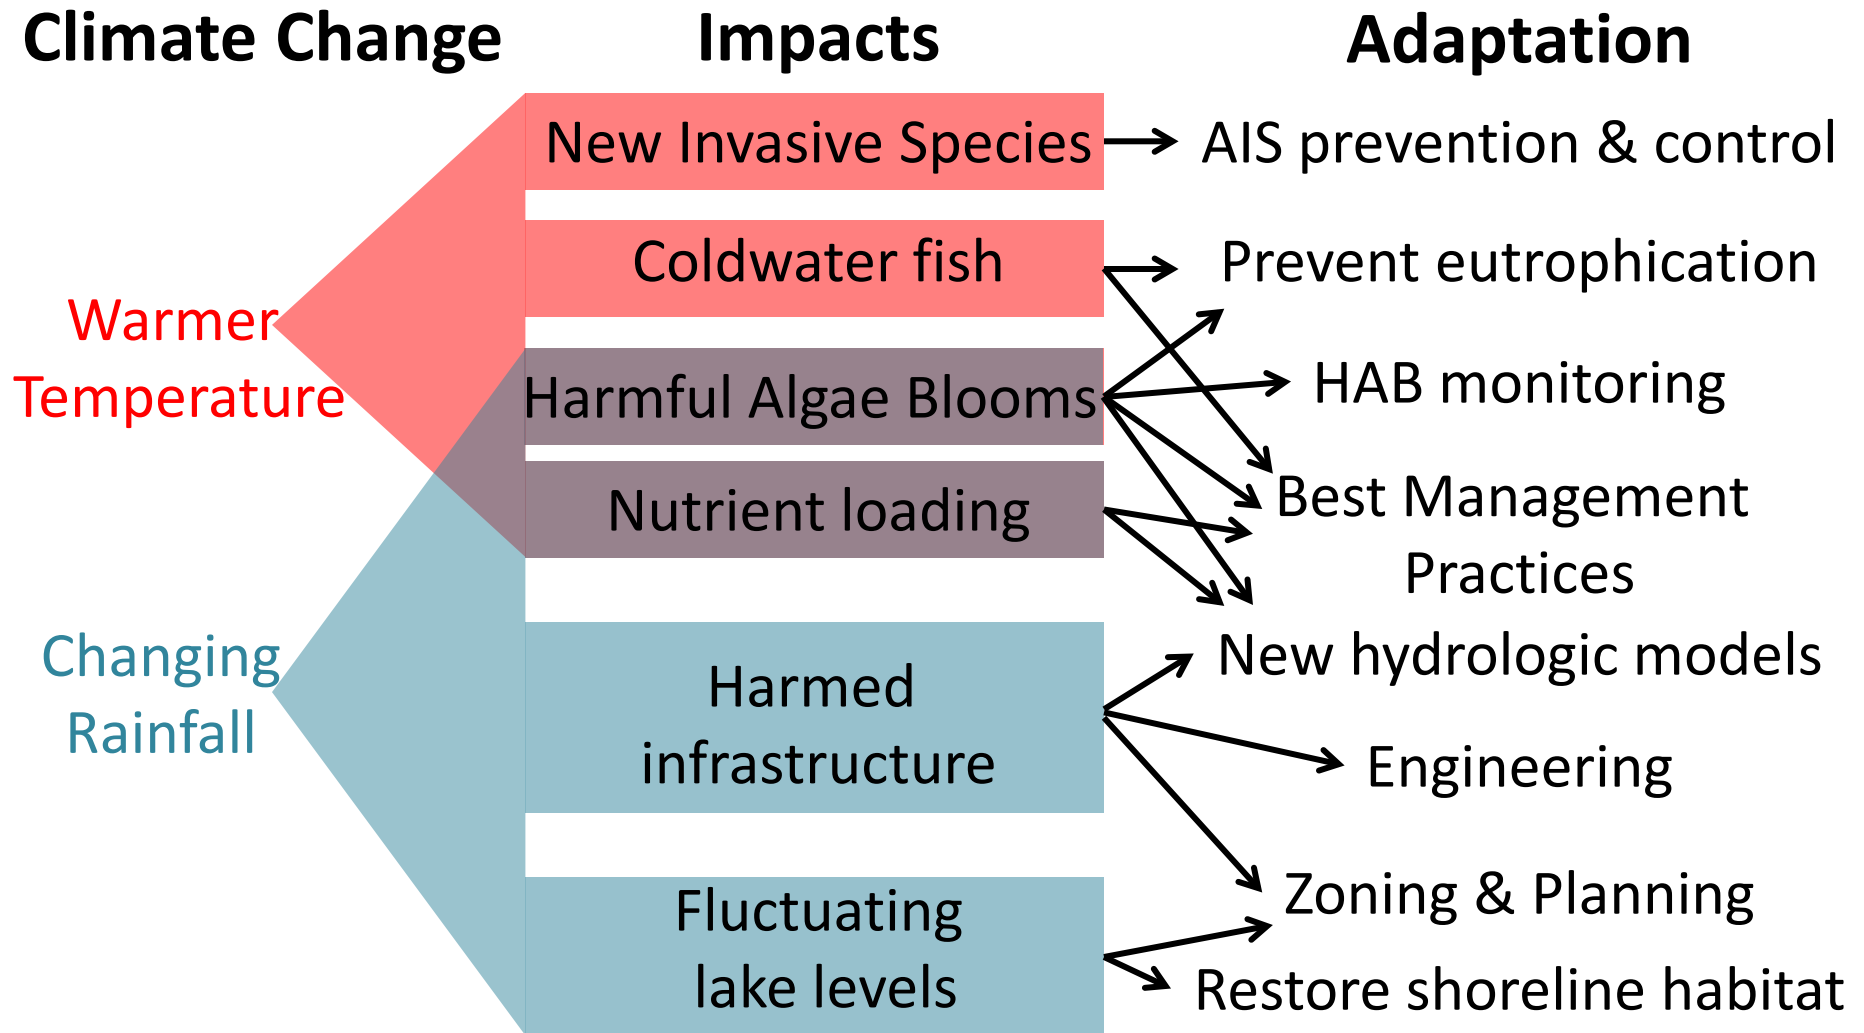 Climate Change
Impacts
Adaptation
New Invasive Species
AIS prevention & control
Coldwater fish
Prevent eutrophication
Warmer
Temperature
Harmful Algae Blooms
HAB monitoring
Nutrient loading
Best Management
Practices
Changing
Rainfall
Harmed
infrastructure
New hydrologic models
Engineering
Fluctuating
lake levels
Zoning & Planning
Restore shoreline habitat